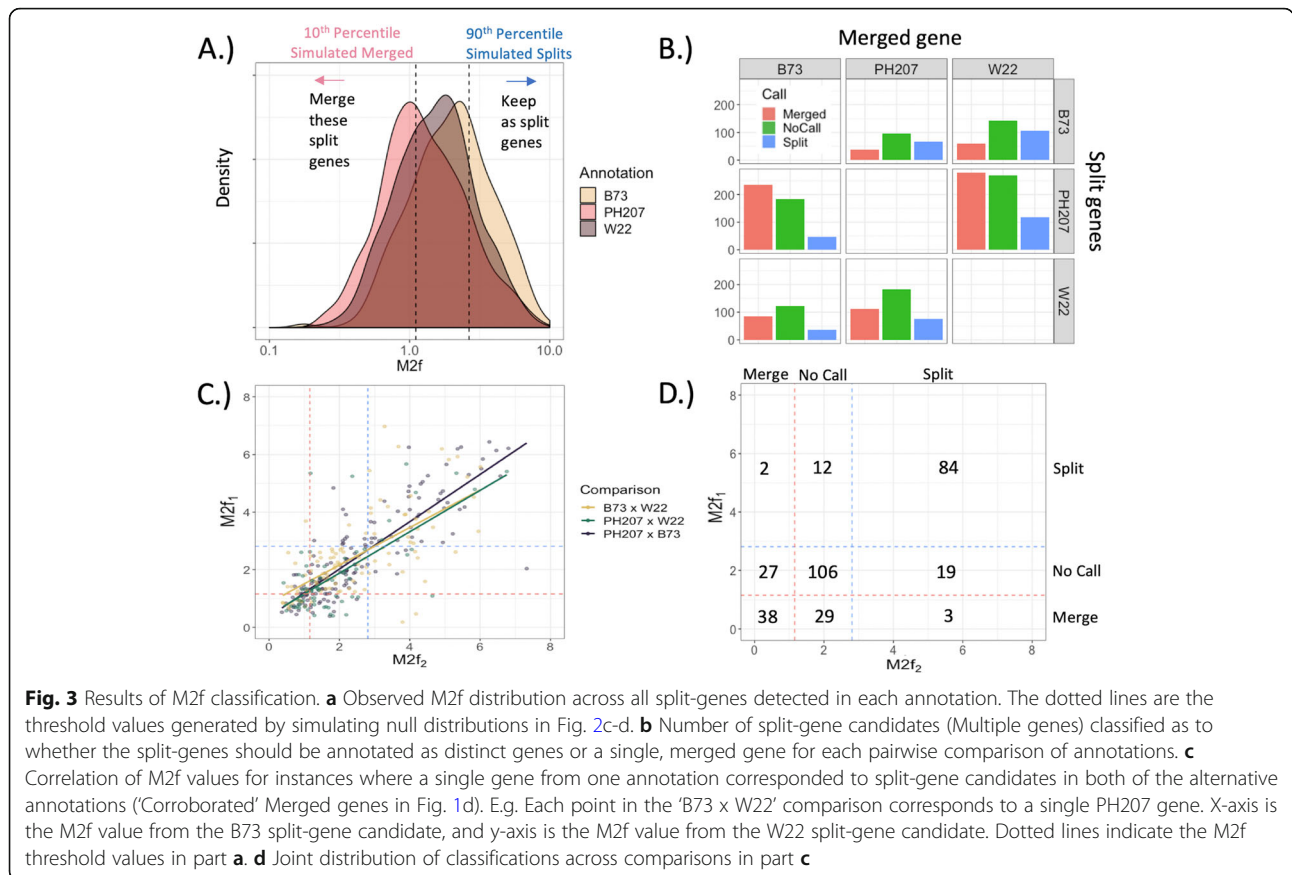 A.)
10th Percentile
Simulated Merged
90th Percentile
Simulated Splits
Merge
these
split
genes
Keep
as split
genes
Density
0.1
1.0
10.0
M2f
Annotation
B73
PH207
W22
B.)
Merged gene
B73
PH207
W22
Call
Merged
NoCall
Split
200
100
0
200
100
0
200
100
0
B73
PH207
W22
Split genes
C.)
8
6
4
2
0
M2f1
0
2
4
6
8
M2f2
Comparison
B73 x W22
PH207 x W22
PH207 x B73
D.)
Merge
No Call
Split
8
6
4
2
0
M2f1
2
12
84
Split
27
106
19
No Call
38
29
3
Merge
0
2
4
6
8
M2f2
Fig. 3 Results of M2f classification. a Observed M2f distribution across all split-genes detected in each annotation. The dotted lines are the
threshold values generated by simulating null distributions in Fig. 2c-d. b Number of split-gene candidates (Multiple genes) classified as to
whether the split-genes should be annotated as distinct genes or a single, merged gene for each pairwise comparison of annotations. c
Correlation of M2f values for instances where a single gene from one annotation corresponded to split-gene candidates in both of the alternative
annotations ('Corroborated' Merged genes in Fig. 1d). E.g. Each point in the 'B73 x W22' comparison corresponds to a single PH207 gene. X-axis is
the M2f value from the B73 split-gene candidate, and y-axis is the M2f value from the W22 split-gene candidate. Dotted lines indicate the M2f
threshold values in part a. d Joint distribution of classifications across comparisons in part c